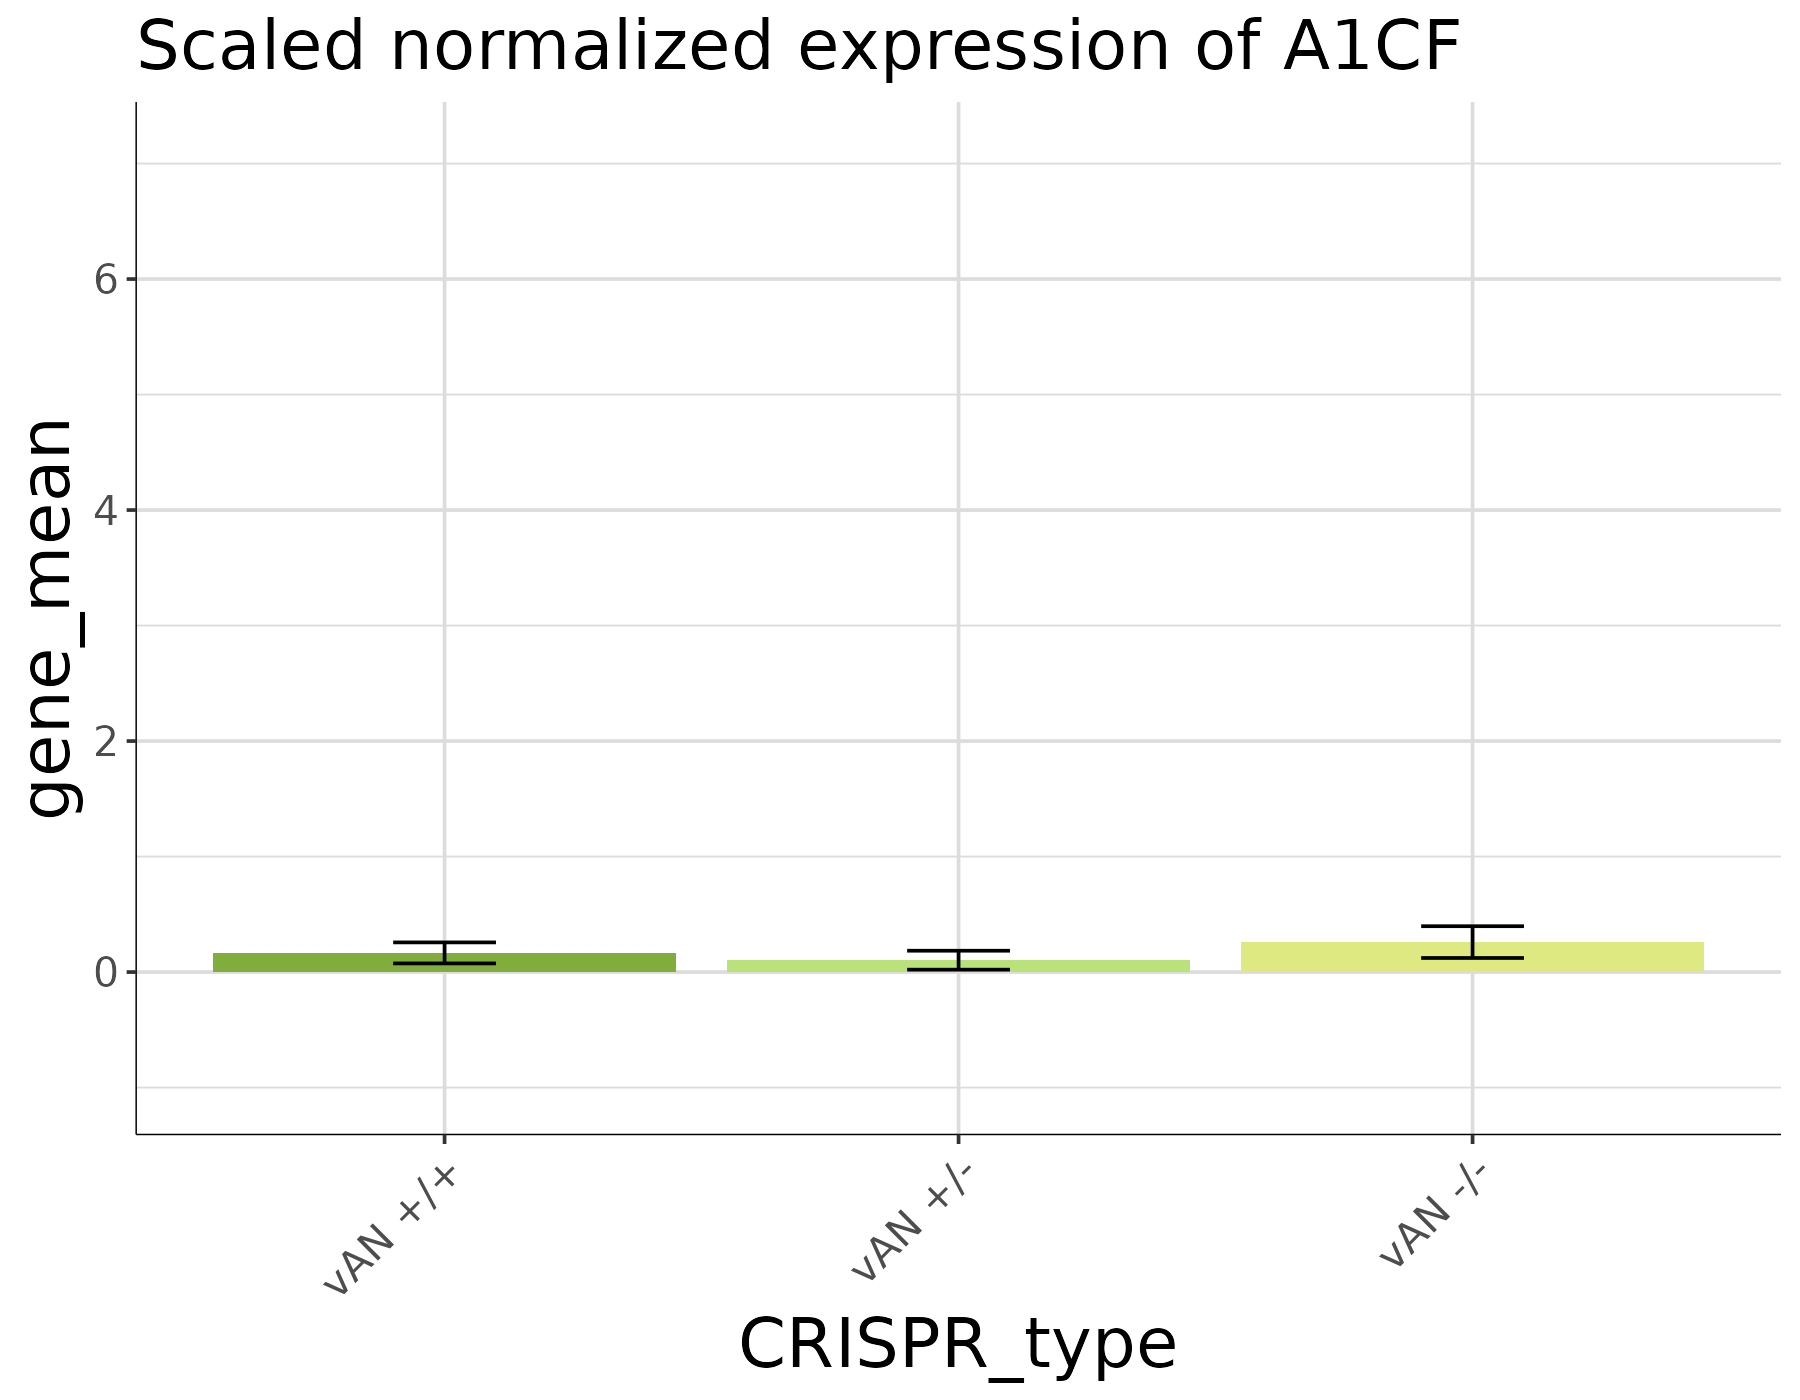 Scaled normalized expression of A1CF
gene_mean
6
4
2
0
vAN +/+
vAN +/-
vAN -/-
CRISPR_type